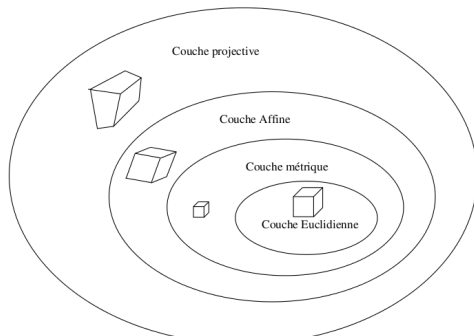 Couche projective
Couche Affine
Couche métrique
Couche Euclidienne